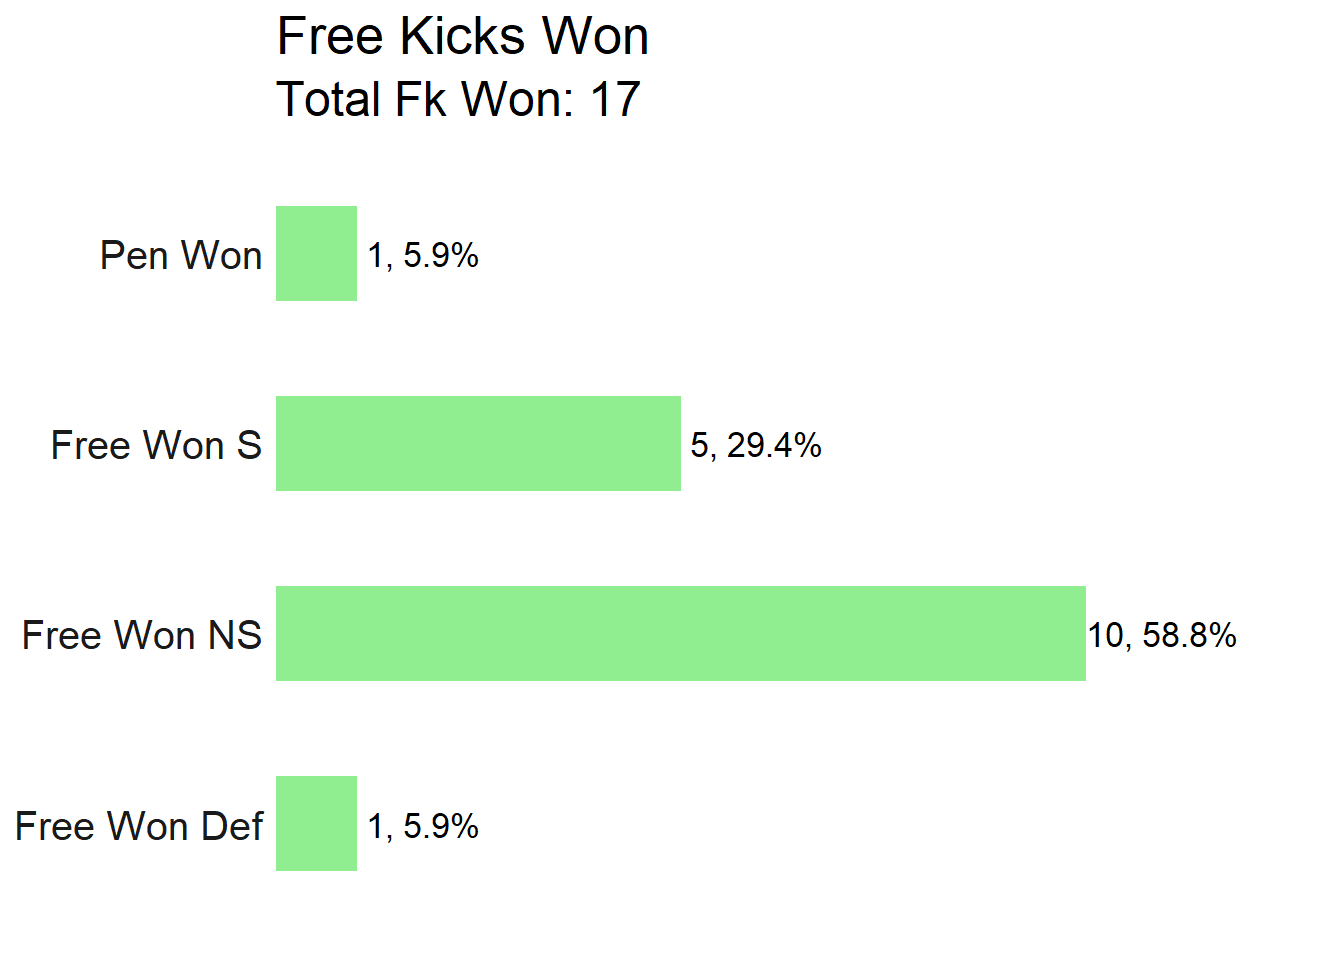 Free Kicks Won
Total Fk Won: 17
Pen Won 1, 5.9%
Free Won S 5, 29.4%
Free Won NS 10, 58.8%
Free Won Def 1, 5.9%